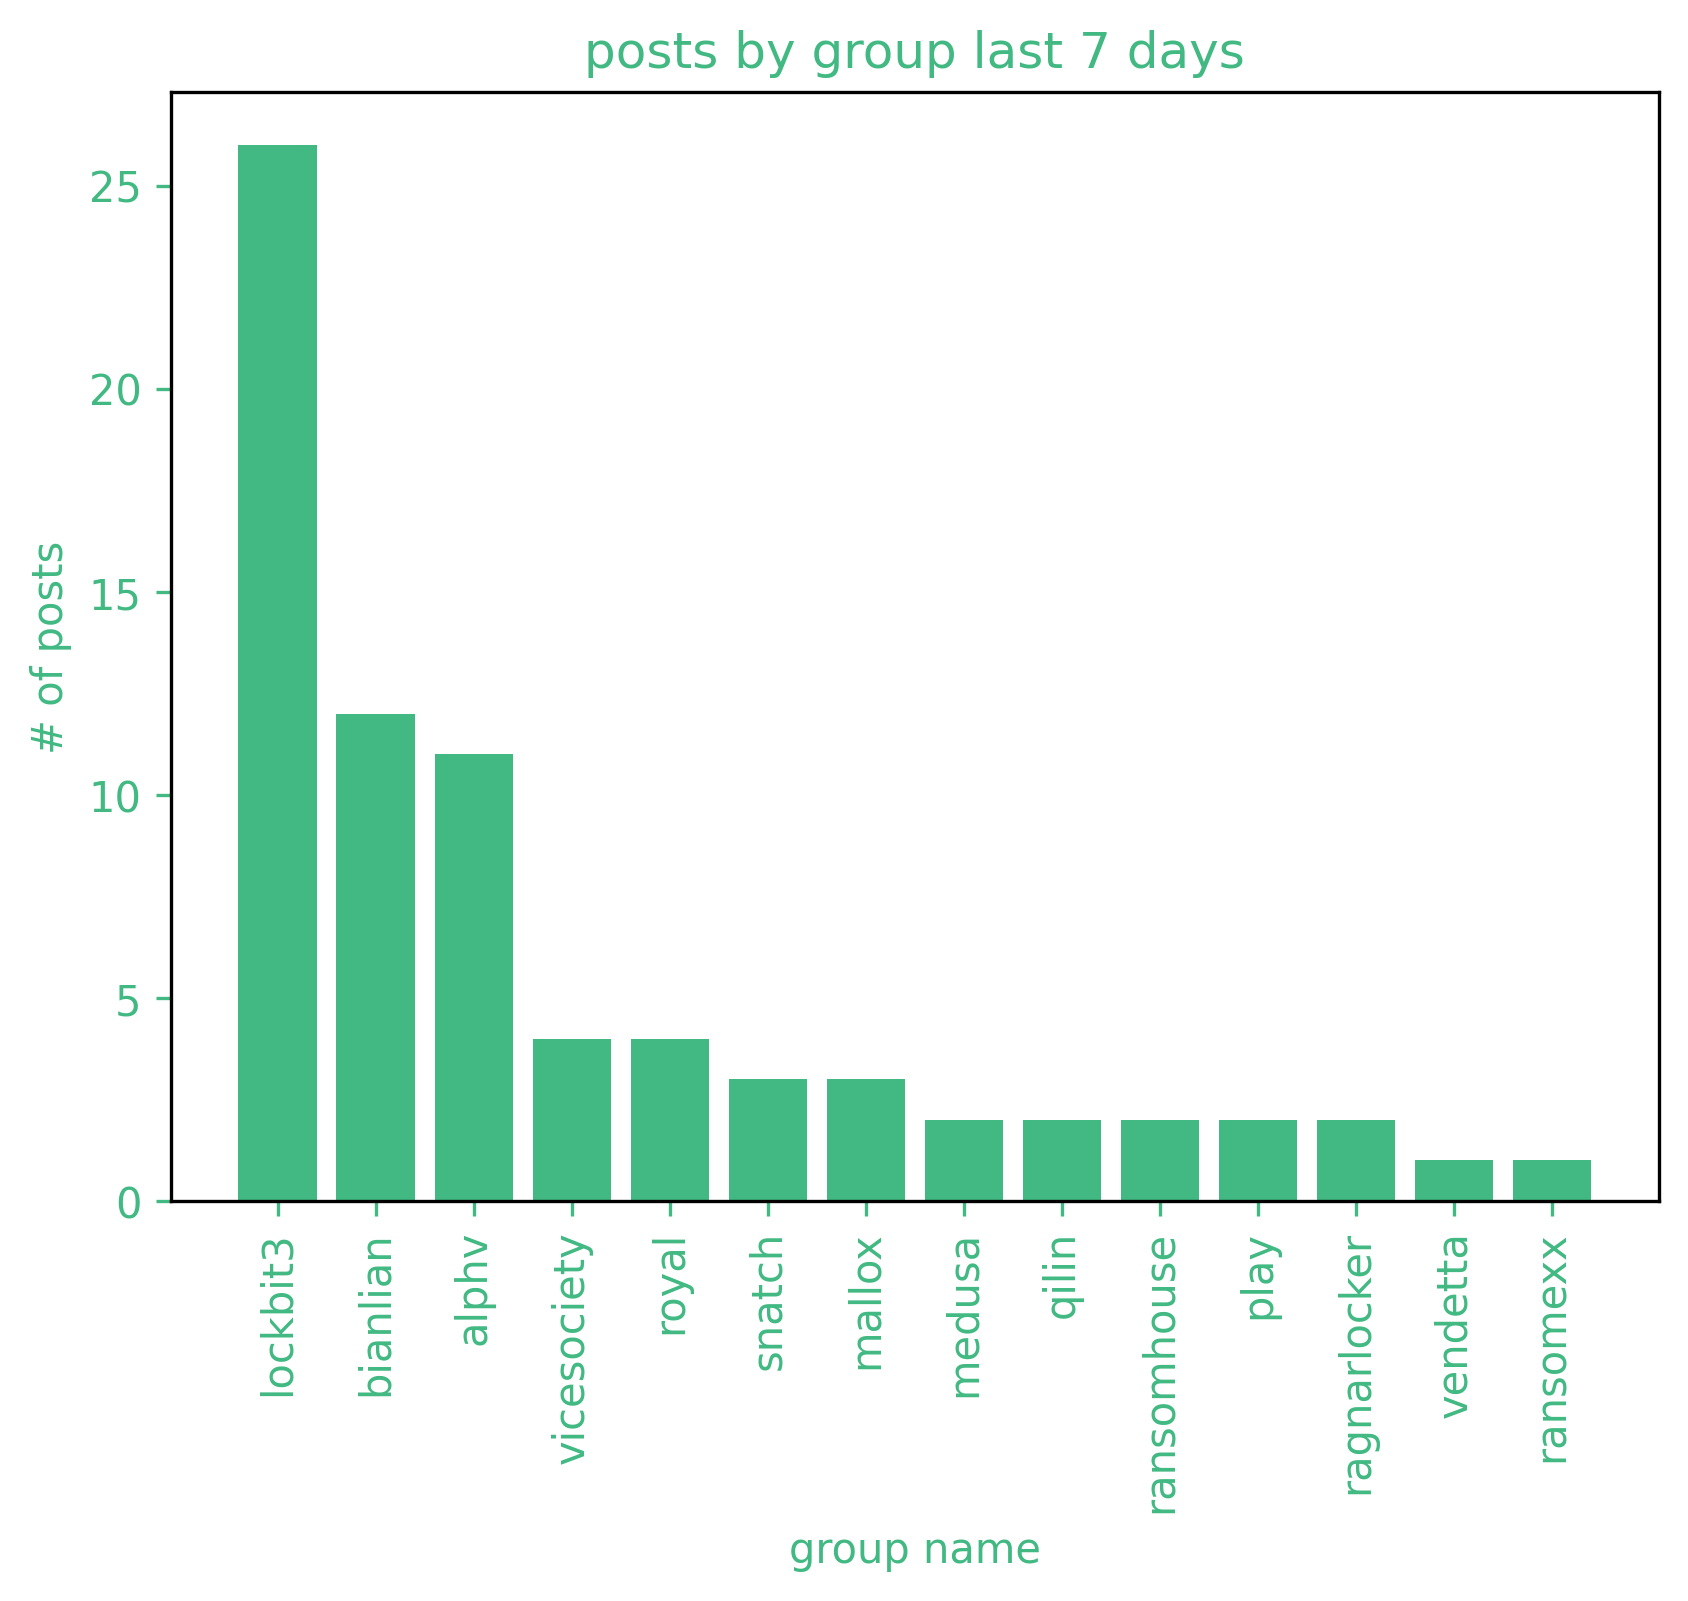 posts by group last 7 days
# of posts
25
20
15
10
5
0
lockbit3
bianlian
alphv
vicesociety
royal
snatch
mallox
medusa
qilin
ransomhouse
play
ragnarlocker
vendetta
ransomexx
group name